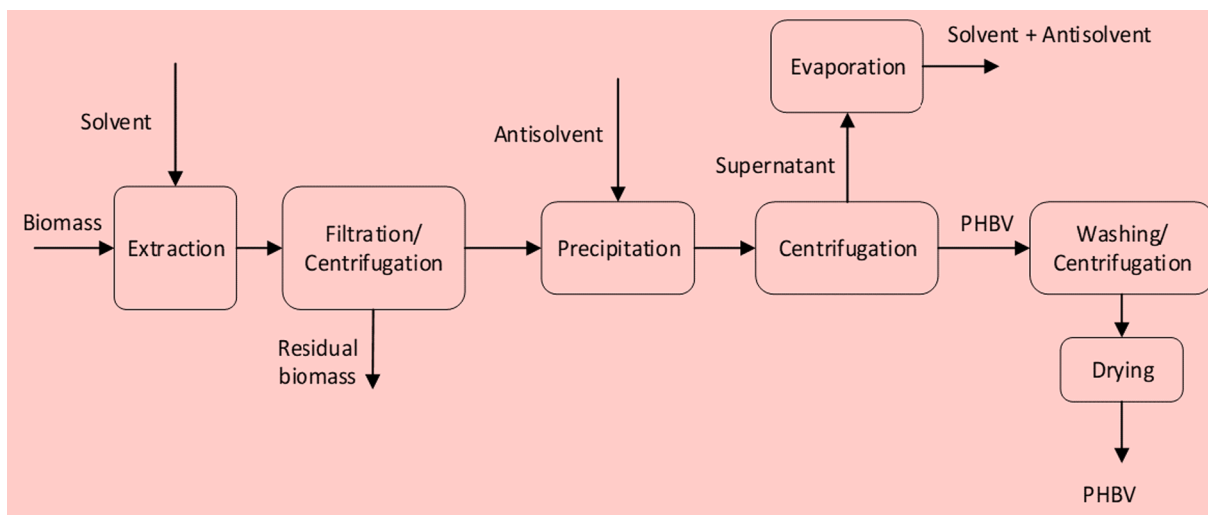 Solvent + Antisolvent
Evaporation
Solvent
Antisolvent
Supernatant
Biomass
Extraction
Filtration/
Centrifugation
Precipitation
Centrifugation
PHBV
Washing/
Centrifugation
Residual
biomass
Drying
PHBV